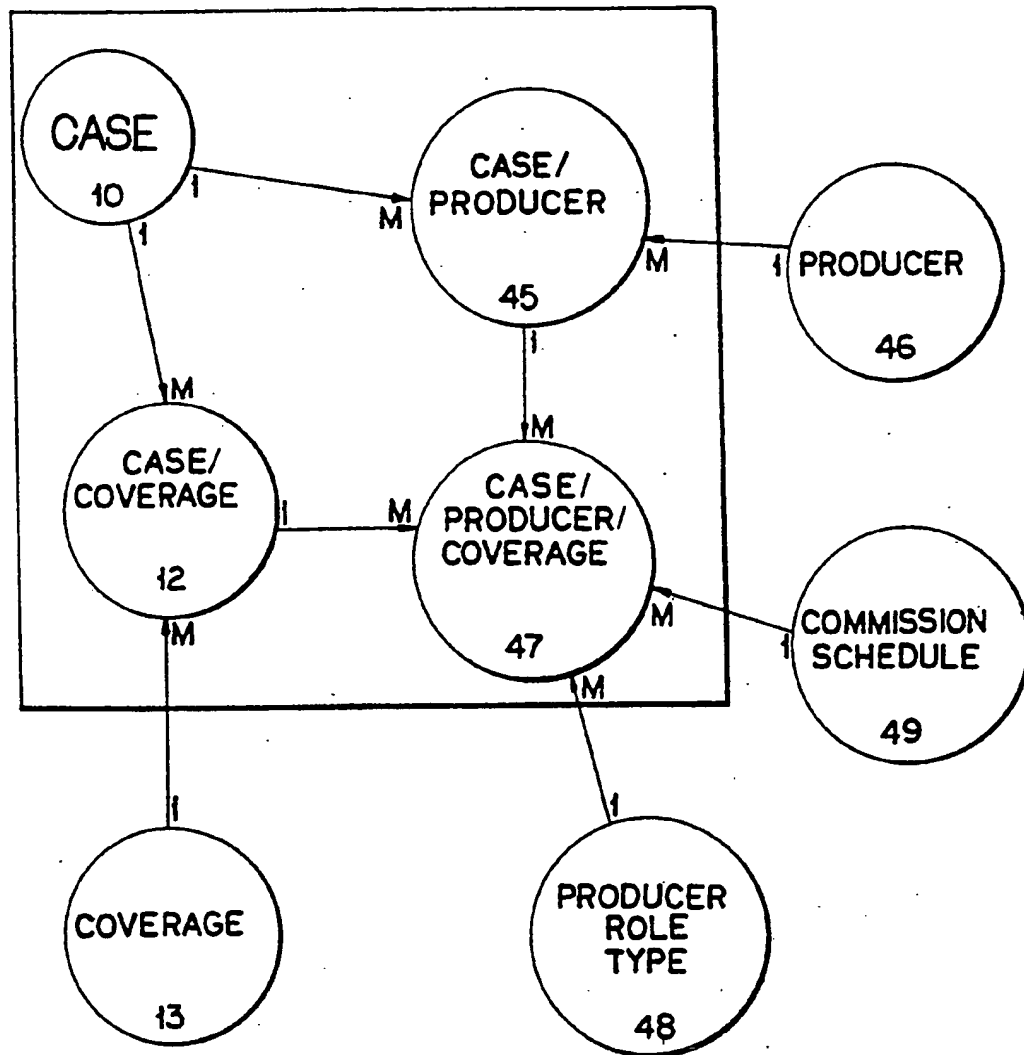 CASE
10
1
M
1
M
CASE/
PRODUCER
45
1
M
M
1
PRODUCER
46
CASE/
COVERAGE
12
1
M
M
1
CASE/
PRODUCER/
COVERAGE
47
M
1
M
1
COMMISSION
SCHEDULE
49
COVERAGE
13
PRODUCER
ROLE
TYPE
48